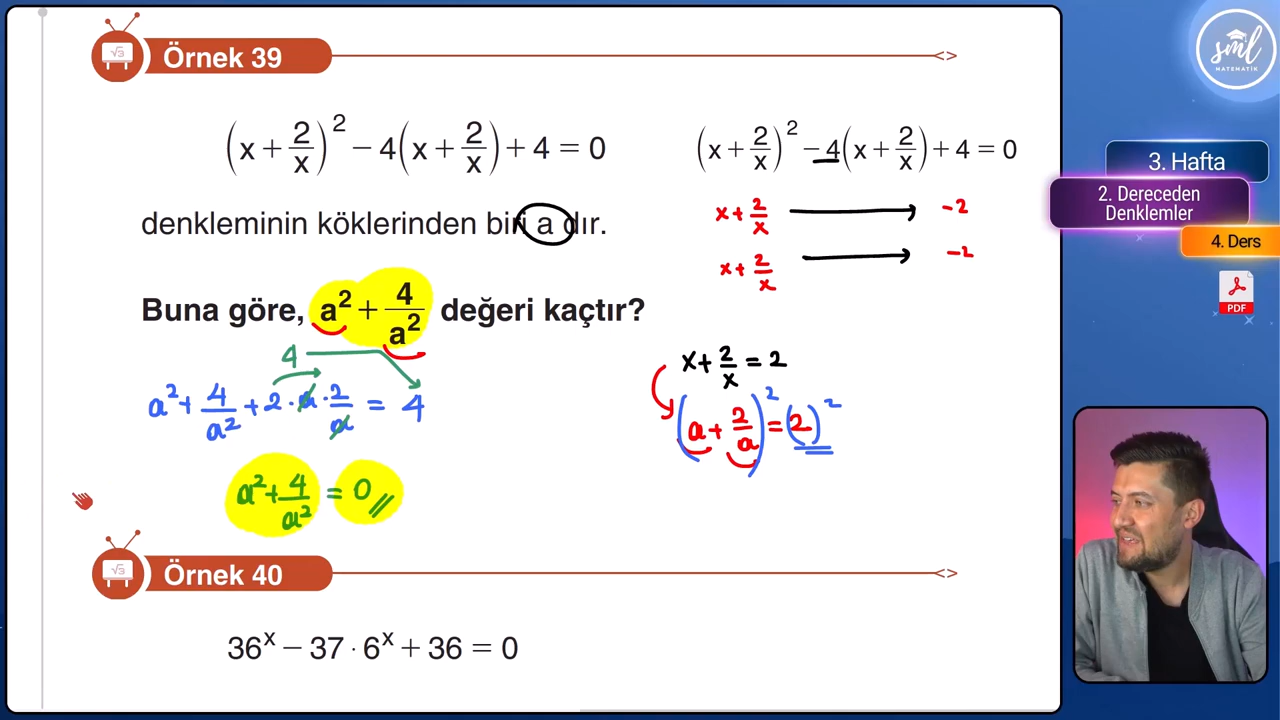 Örnek 39
(x + 2/x)² − 4(x + 2/x) + 4 = 0
denkleminin köklerinden biri a dır.
Buna göre, a² + 4/a² değeri kaçtır?
4
a² + 4/a² + 2 · a · 2/a = 4
a² + 4/a² = 0
(x + 2/x)² − 4(x + 2/x) + 4 = 0
x + 2/x → -2
x + 2/x → -2
x + 2/x = 2
(a + 2/a)² = (2)²
Örnek 40
36ˣ − 37 · 6ˣ + 36 = 0
sml
MATEMATİK
3. Hafta
2. Dereceden
Denklemler
4. Ders
PDF
√3
√3